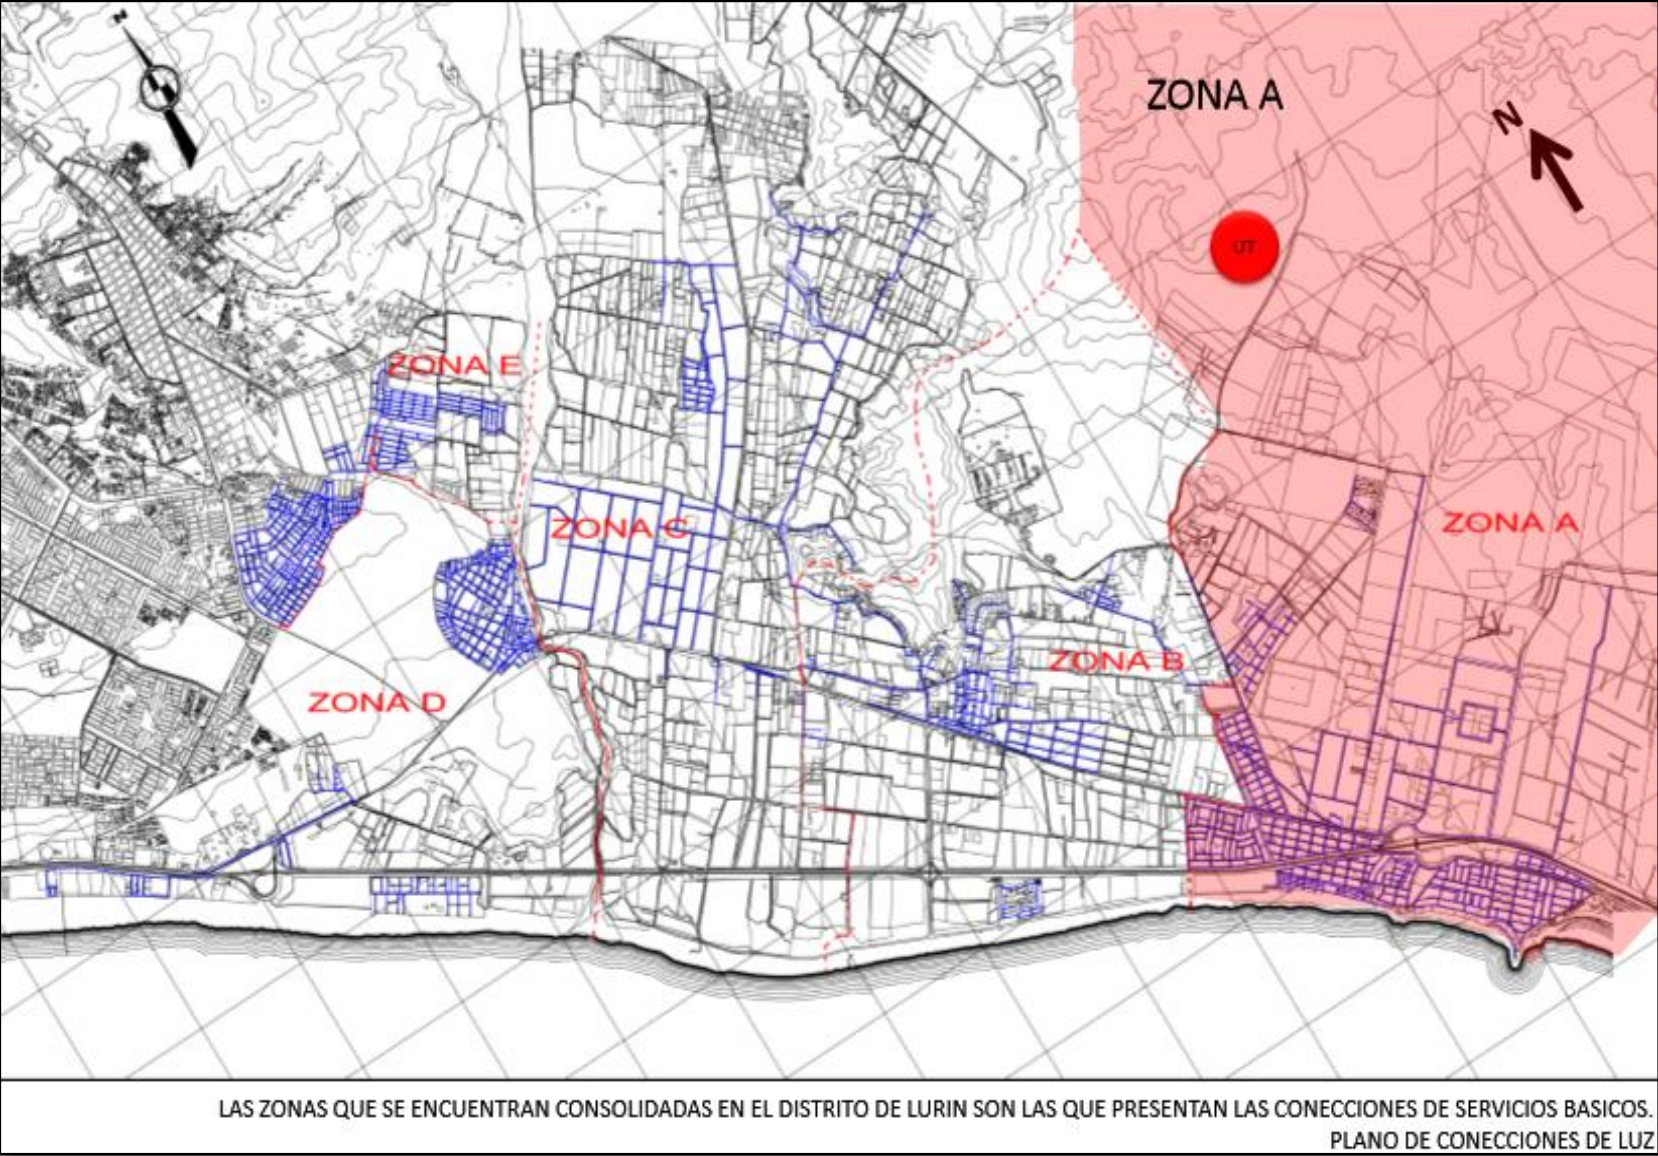 N
ZONA A
N
UT
ZONA E
ZONA C
ZONA A
ZONA B
ZONA D
LAS ZONAS QUE SE ENCUENTRAN CONSOLIDADAS EN EL DISTRITO DE LURIN SON LAS QUE PRESENTAN LAS CONECCIONES DE SERVICIOS BASICOS.
PLANO DE CONECCIONES DE LUZ